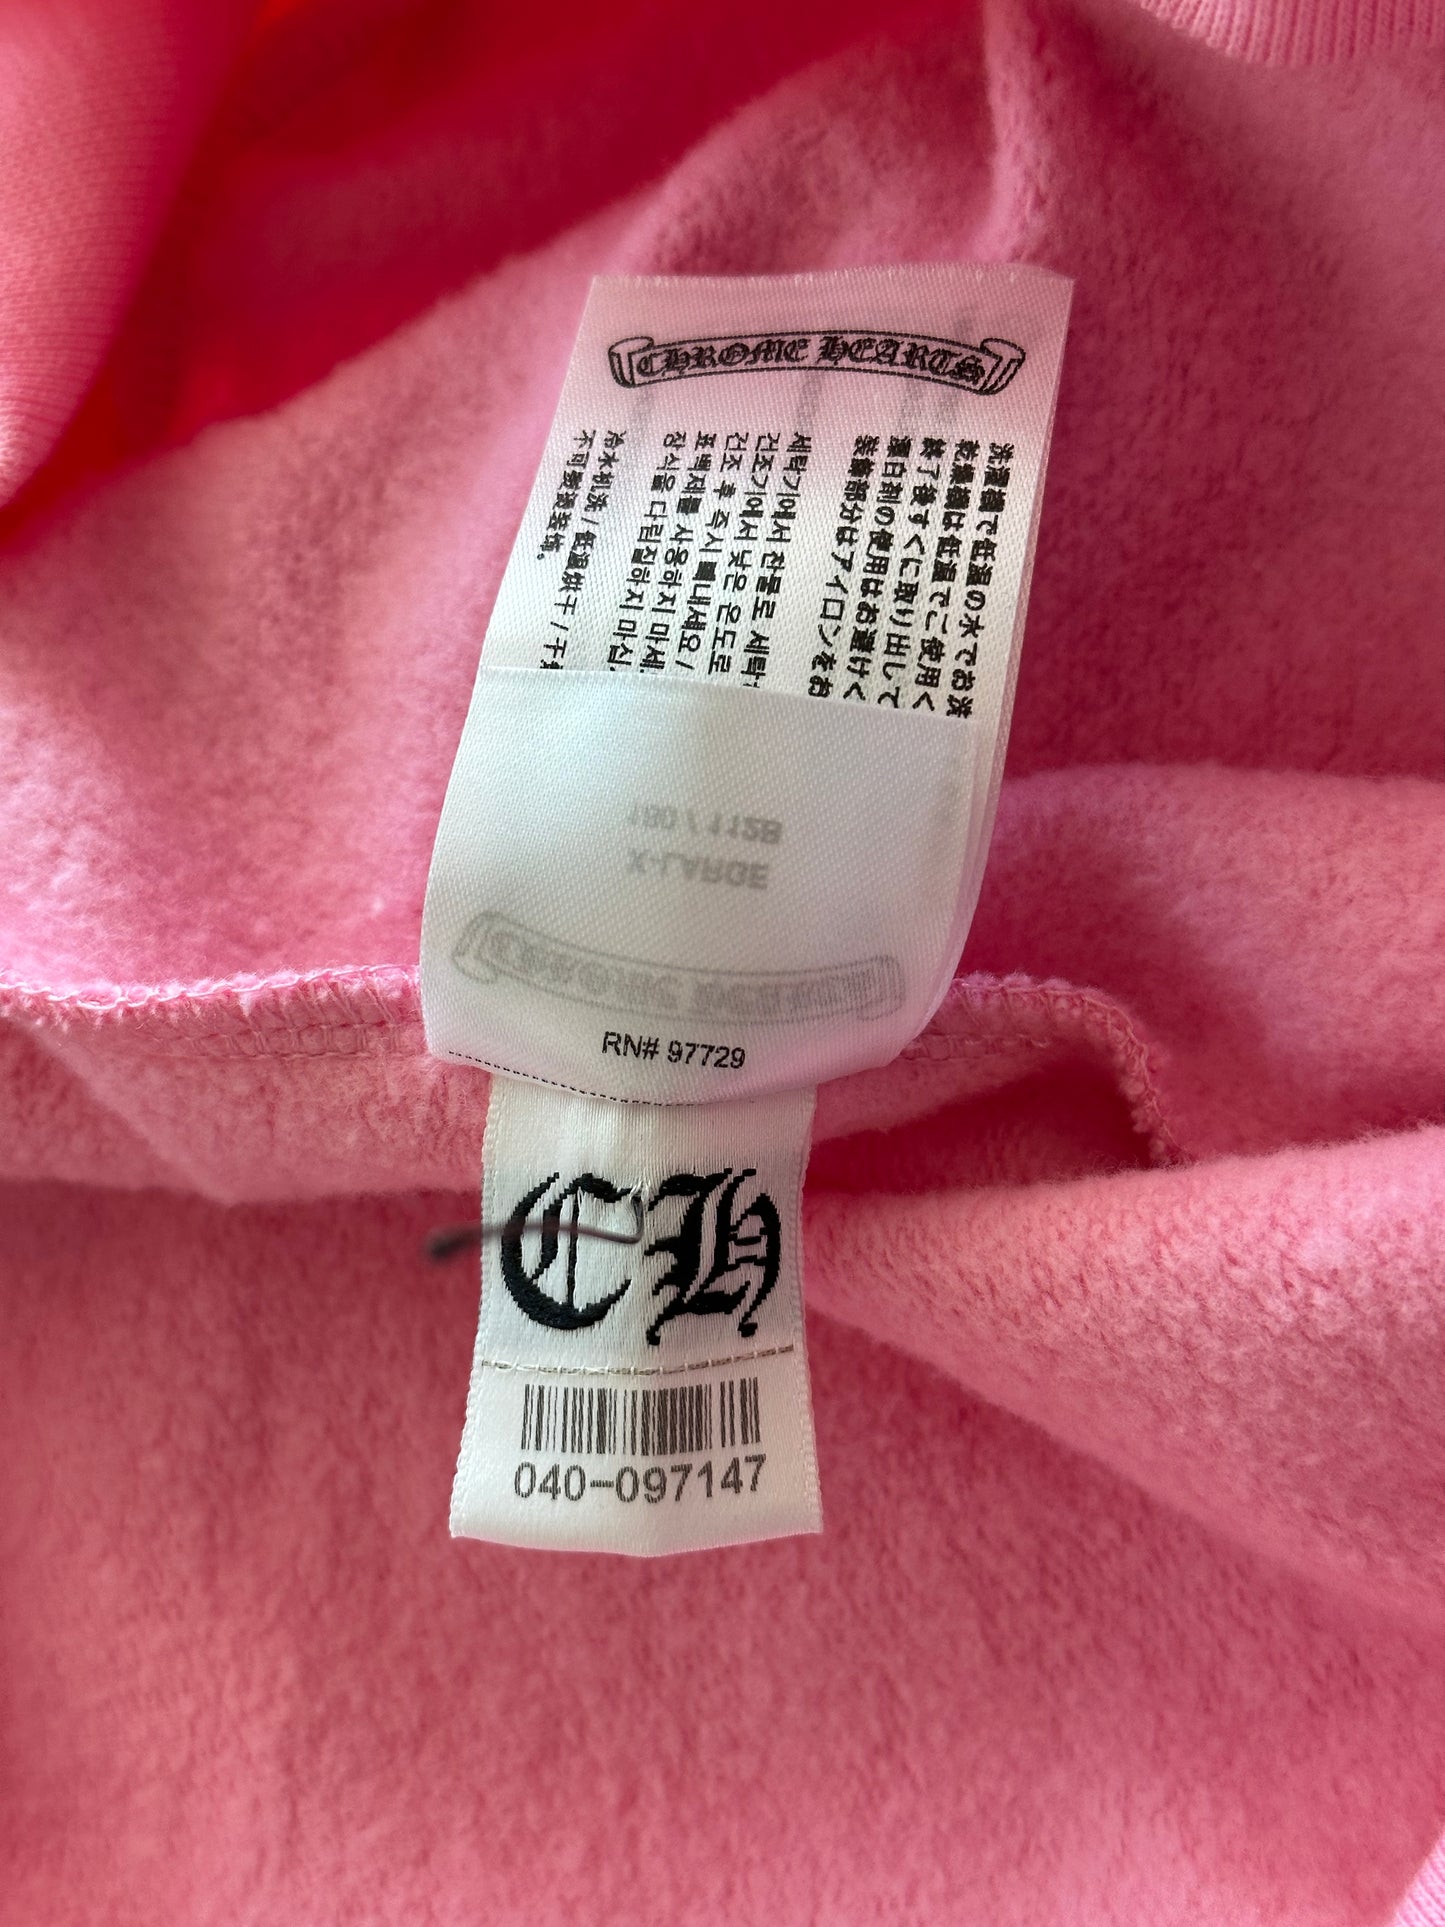 CHROME HEARTS
洗濯機で低温の水でお洗
乾燥機は低温でご使用く
終了後すぐに取り出して
漂白剤の使用はお避けく
装飾部分はアイロンをお
세탁기에서 찬물로 세탁
건조기에서 낮은 온도로
건조 후 즉시 빼내세요 /
표백제를 사용하지 마세
장식을 다림질하지 마십
冷水机洗 / 低温烘干 / 干
不可熨烫装饰。
180 / 112B
X-LARGE
CHROME HEARTS
RN# 97729
CH
040-097147